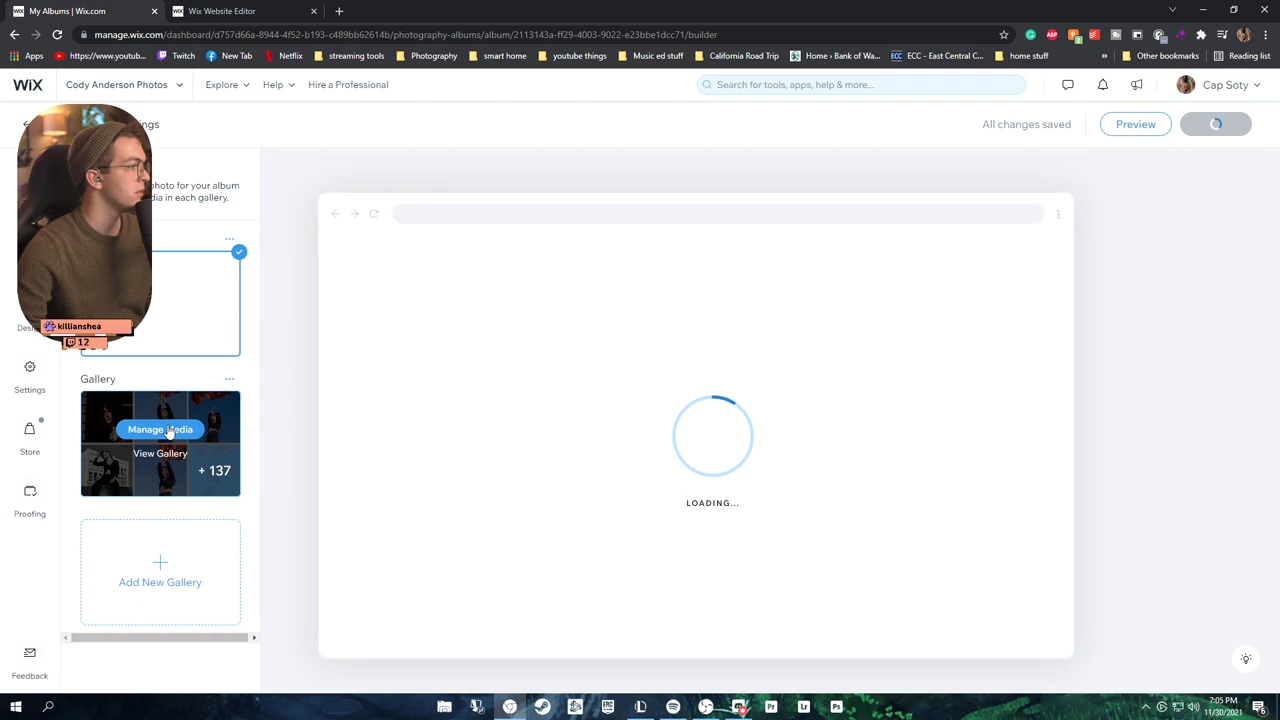 My Albums | Wix.com
Wix Website Editor
manage.wix.com/dashboard/d757d66a-8944-4fb5-b193-c489bb62614b/photography-albums/album/2113143a-ff29-4003-9022-e23bbe1dcc71/builder
Apps
https://www.youtub...
Twitch
Tw Bot
Netlix
streaming tools
Photography
smart home
youtube things
Music ed stuff
California Road Trip
Home › Bank of Wa...
East Central C...
home stuff
»
Other bookmarks
Reading list
WiX
Cody Anderson Photos
Explore
Help
Hire a Professional
Search for tools, apps, help & more...
Cap Soty
ings
All changes saved
Preview
photo for your album
dia in each gallery.
killianshea
12
Settings
Gallery
Manage Media
View Gallery
+ 137
Store
Proofing
Add New Gallery
Feedback
LOADING...
7:05 PM
11/30/2021